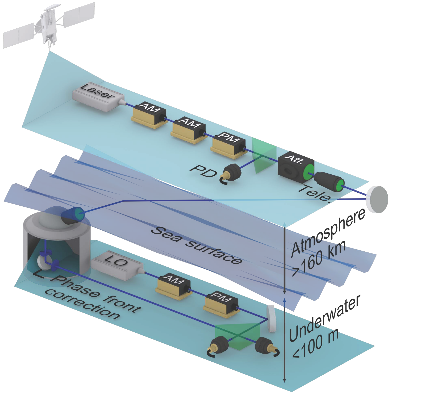 Laser
AM
AM
PM
Att.
PD
Tele.
Sea surface
Atmosphere
>160 km
LO
AM
PM
Phase front
correction
Underwater
<100 m